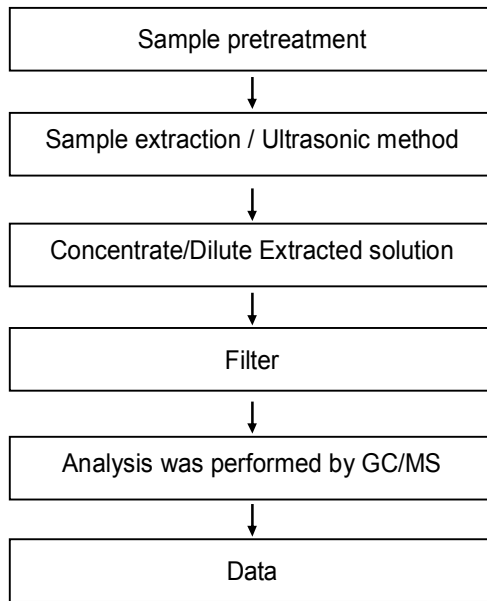 Sample pretreatment
Sample extraction / Ultrasonic method
Concentrate/Dilute Extracted solution
Filter
Analysis was performed by GC/MS
Data